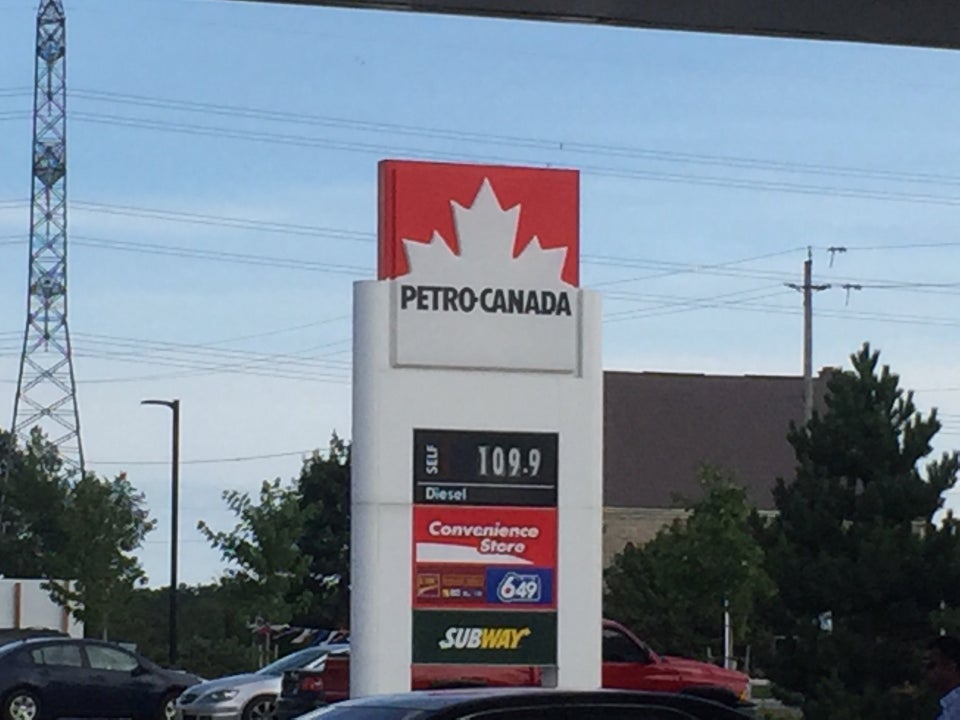 PETRO-CANADA
SELF
109.9
Diesel
Convenience
Store
649
SUBWAY